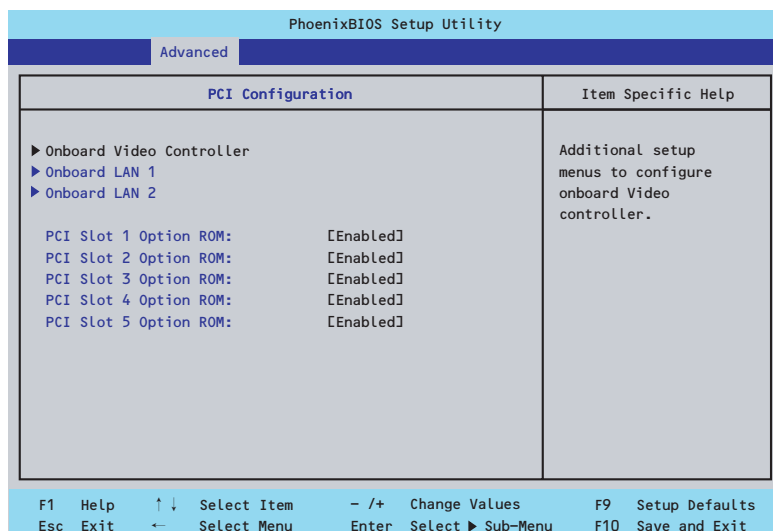 PhoenixBIOS Setup Utility
Advanced
PCI Configuration
Item Specific Help
▶ Onboard Video Controller
▶ Onboard LAN 1
▶ Onboard LAN 2
PCI Slot 1 Option ROM: [Enabled]
PCI Slot 2 Option ROM: [Enabled]
PCI Slot 3 Option ROM: [Enabled]
PCI Slot 4 Option ROM: [Enabled]
PCI Slot 5 Option ROM: [Enabled]
Additional setup
menus to configure
onboard Video
controller.
F1 Help ↑↓ Select Item - /+ Change Values F9 Setup Defaults
Esc Exit ← Select Menu Enter Select ▶ Sub-Menu F10 Save and Exit